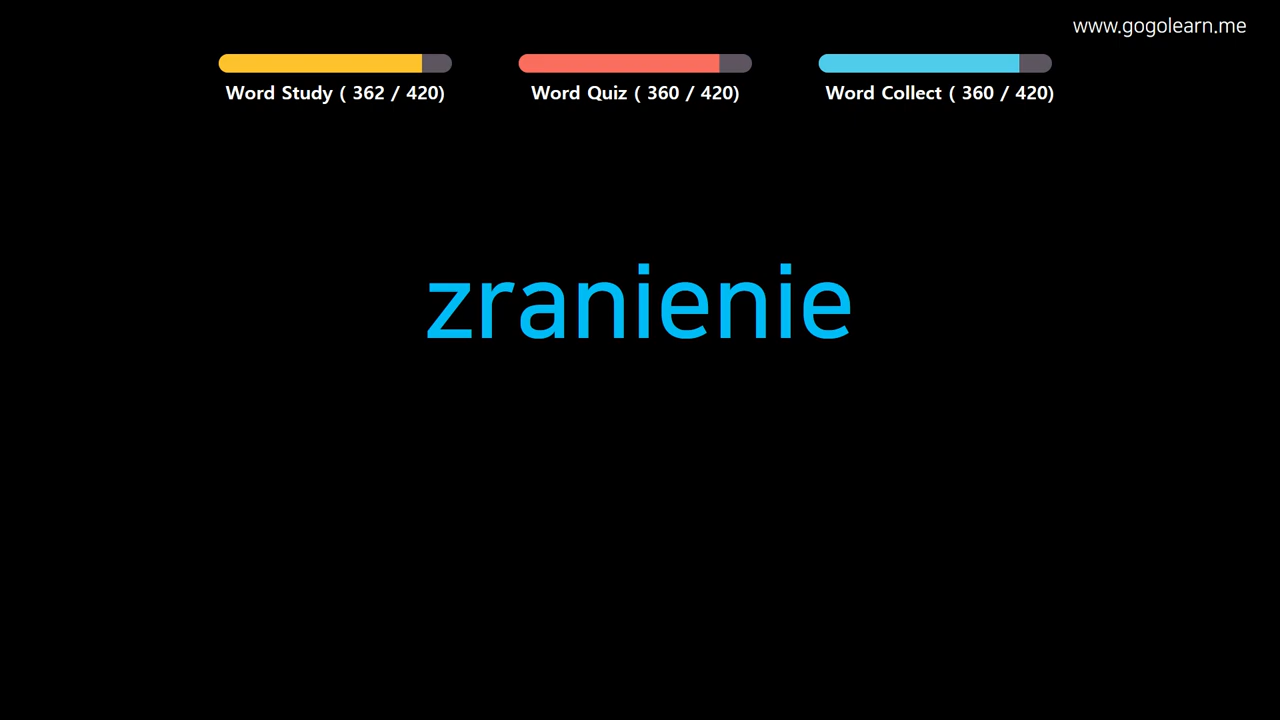 www.gogolearn.me
Word Study ( 362 / 420)
Word Quiz ( 360 / 420)
Word Collect ( 360 / 420)
zranienie